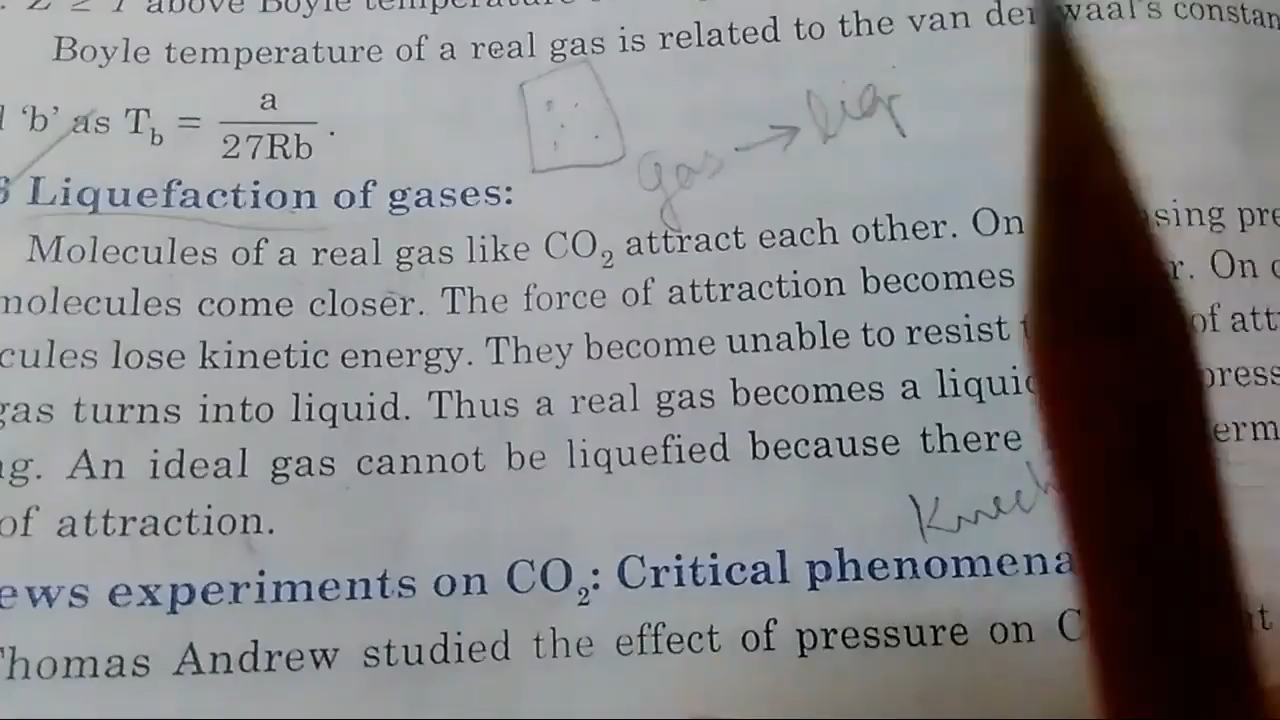 above Boyle
Boyle temperature of a real gas is related to the van der waal's constan
'b' as T_b = a / 27Rb .
gas → liq
Liquefaction of gases:
Molecules of a real gas like CO₂ attract each other. On sing pre
molecules come closer. The force of attraction becomes r. On
cules lose kinetic energy. They become unable to resist of att
gas turns into liquid. Thus a real gas becomes a liquid press
g. An ideal gas cannot be liquefied because there erm
of attraction.
ews experiments on CO₂: Critical phenomena
Thomas Andrew studied the effect of pressure on C